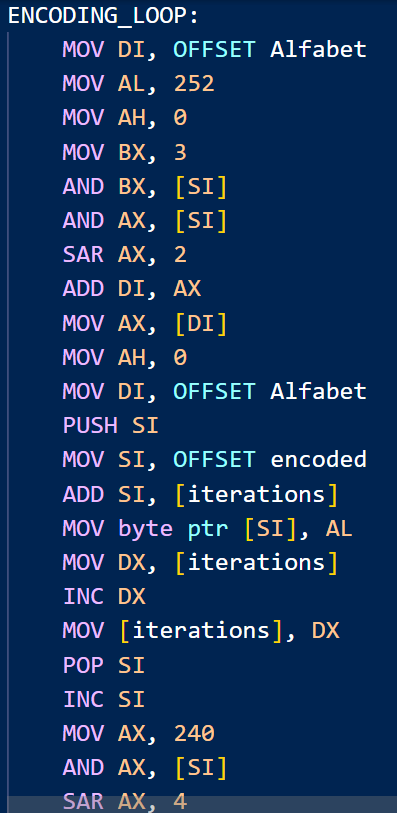 ENCODING_LOOP:
MOV DI, OFFSET Alfabet
MOV AL, 252
MOV AH, 0
MOV BX, 3
AND BX, [SI]
AND AX, [SI]
SAR AX, 2
ADD DI, AX
MOV AX, [DI]
MOV AH, 0
MOV DI, OFFSET Alfabet
PUSH SI
MOV SI, OFFSET encoded
ADD SI, [iterations]
MOV byte ptr [SI], AL
MOV DX, [iterations]
INC DX
MOV [iterations], DX
POP SI
INC SI
MOV AX, 240
AND AX, [SI]
SAR AX, 4